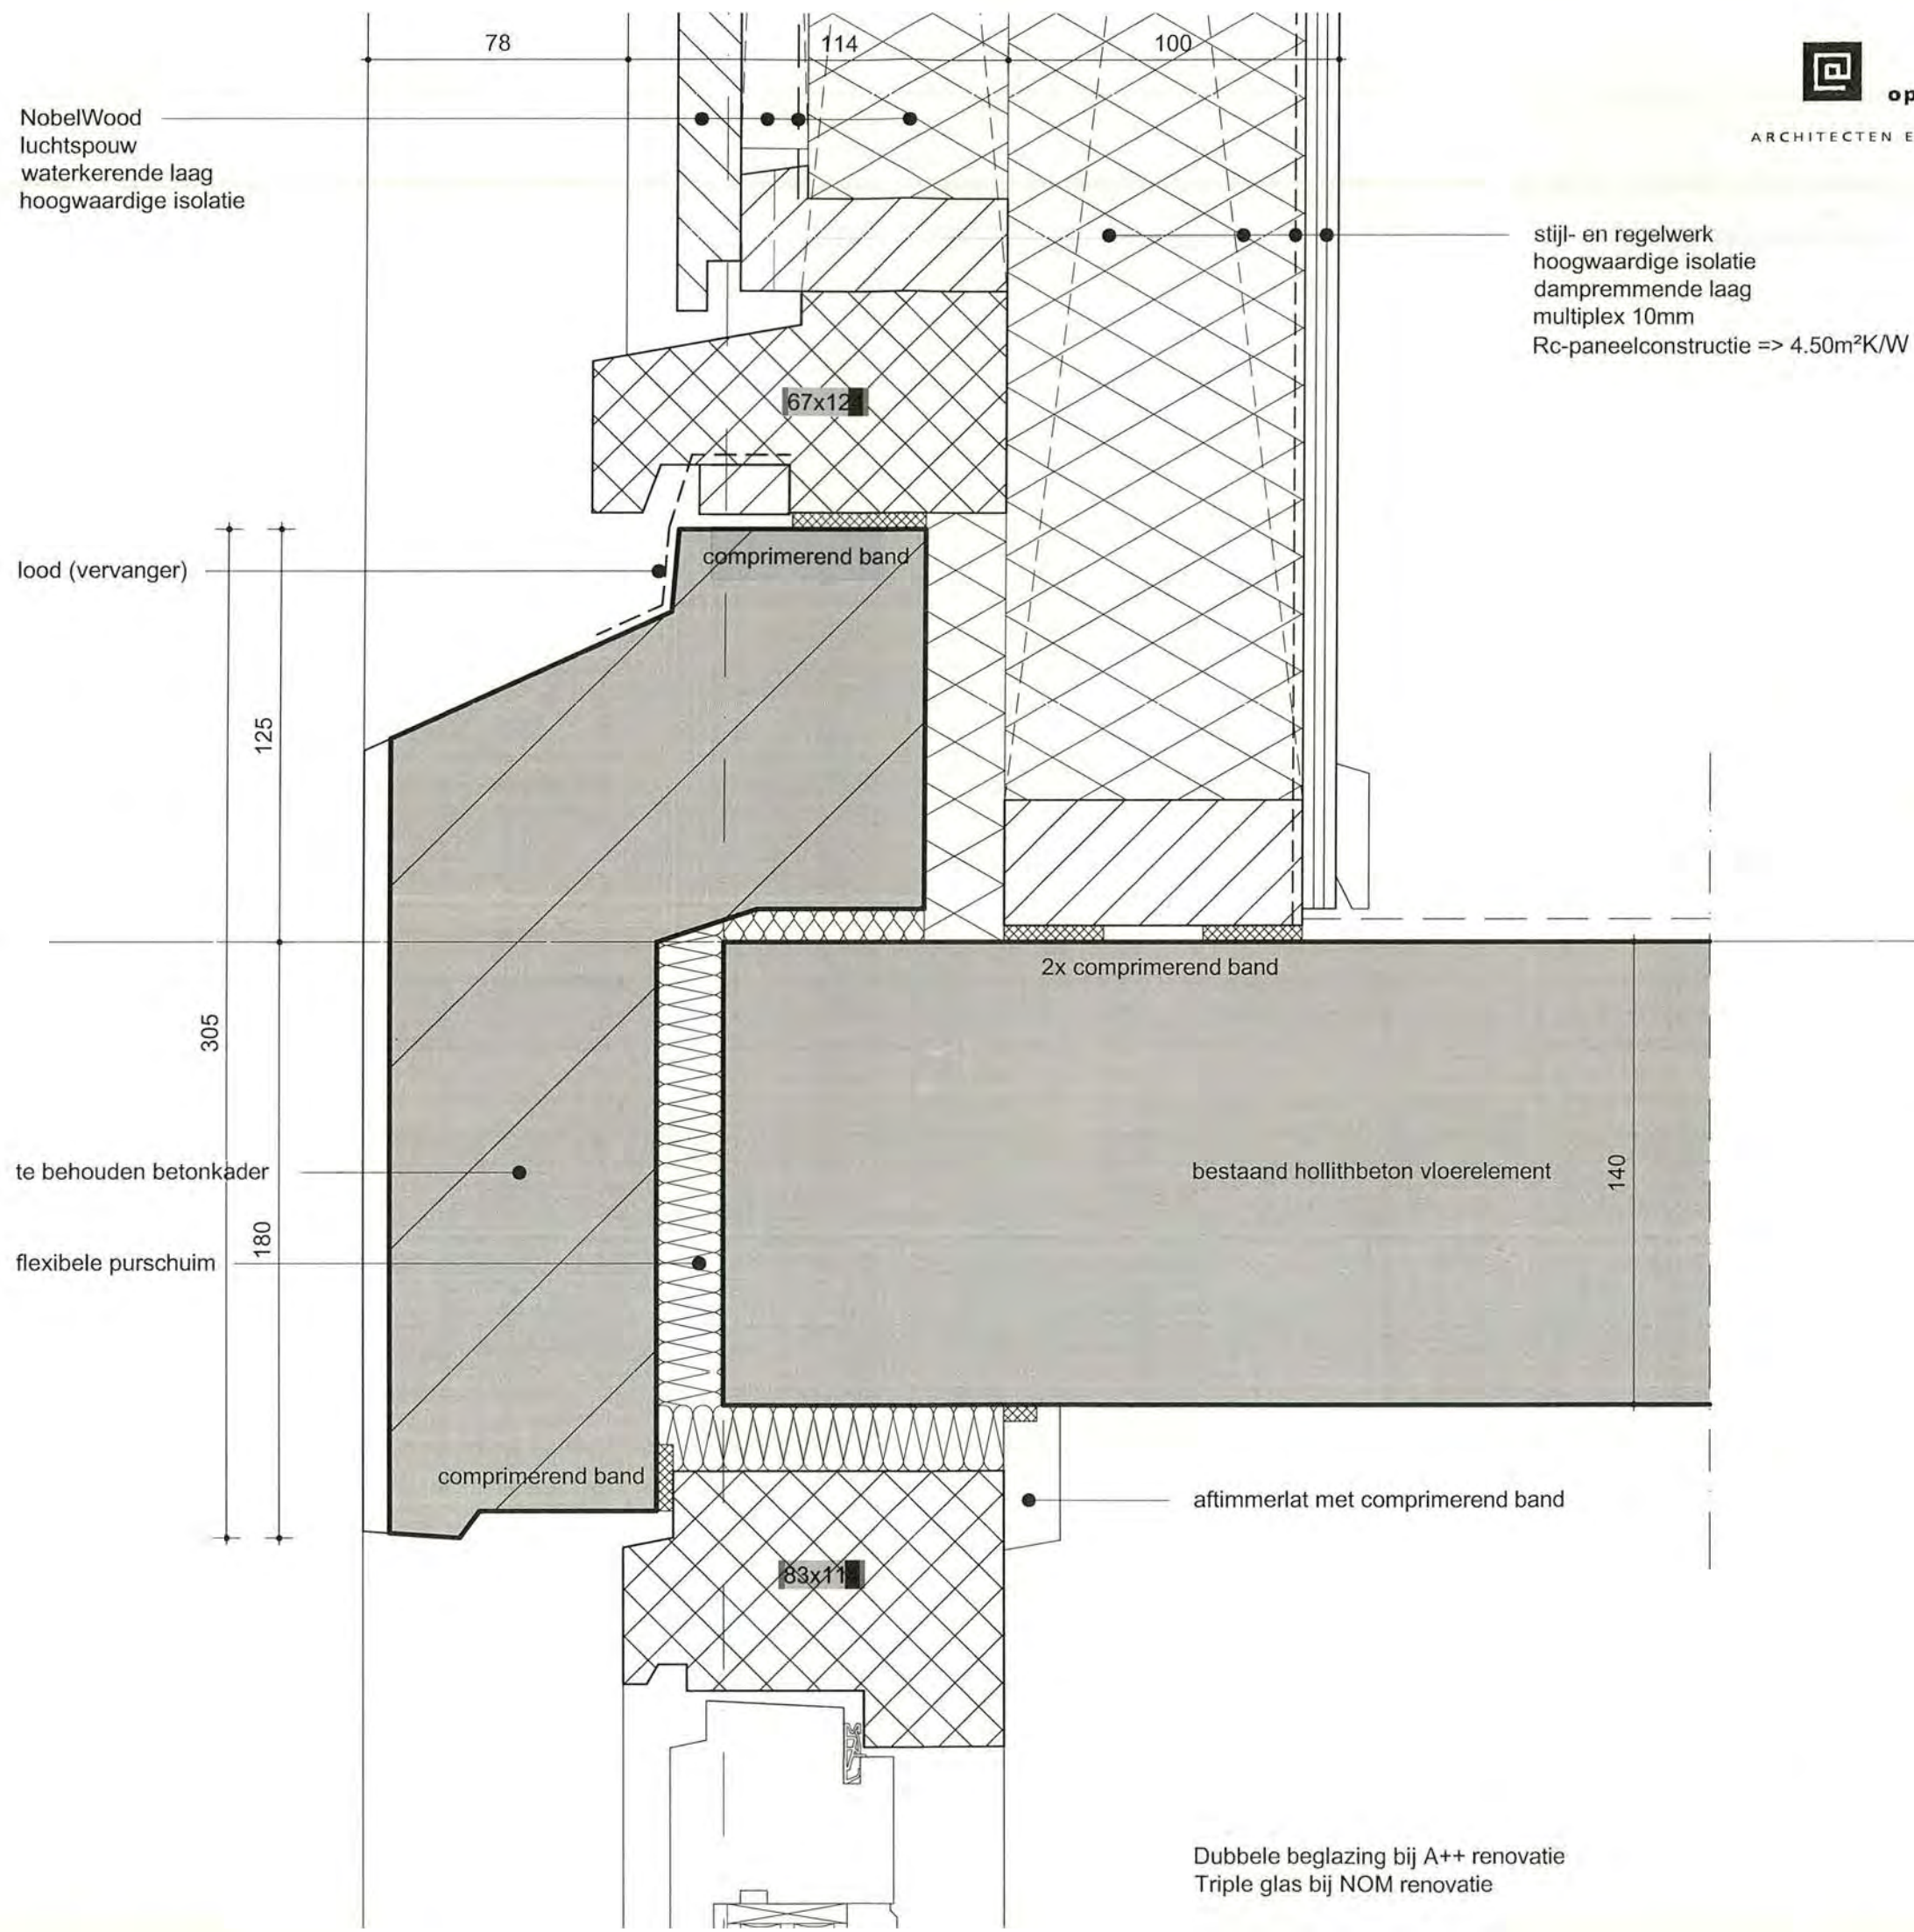 78
114
100
NobelWood
luchtspouw
waterkerende laag
hoogwaardige isolatie
op
ARCHITECTEN E
stijl- en regelwerk
hoogwaardige isolatie
dampremmende laag
multiplex 10mm
Rc-paneelconstructie => 4.50m²K/W
67x124
lood (vervanger)
comprimerend band
125
305
2x comprimerend band
te behouden betonkader
bestaand hollithbeton vloerelement
140
180
flexibele purschuim
comprimerend band
aftimmerlat met comprimerend band
83x11
Dubbele beglazing bij A++ renovatie
Triple glas bij NOM renovatie